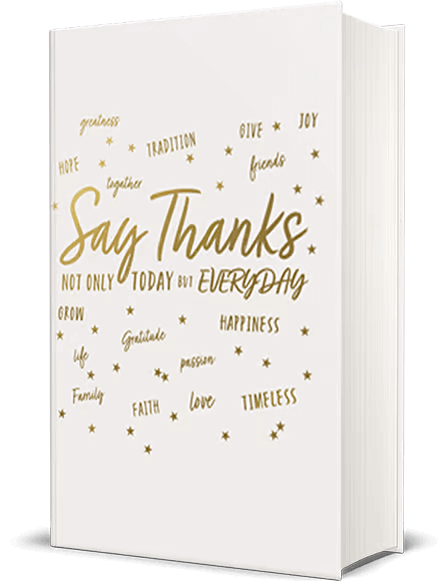 greatness
TRADITION
GIVE
JOY
HOPE
friends
together
Say Thanks
NOT ONLY TODAY BUT EVERYDAY
GROW
Gratitude
HAPPINESS
life
passion
Family
FAITH
love
TIMELESS